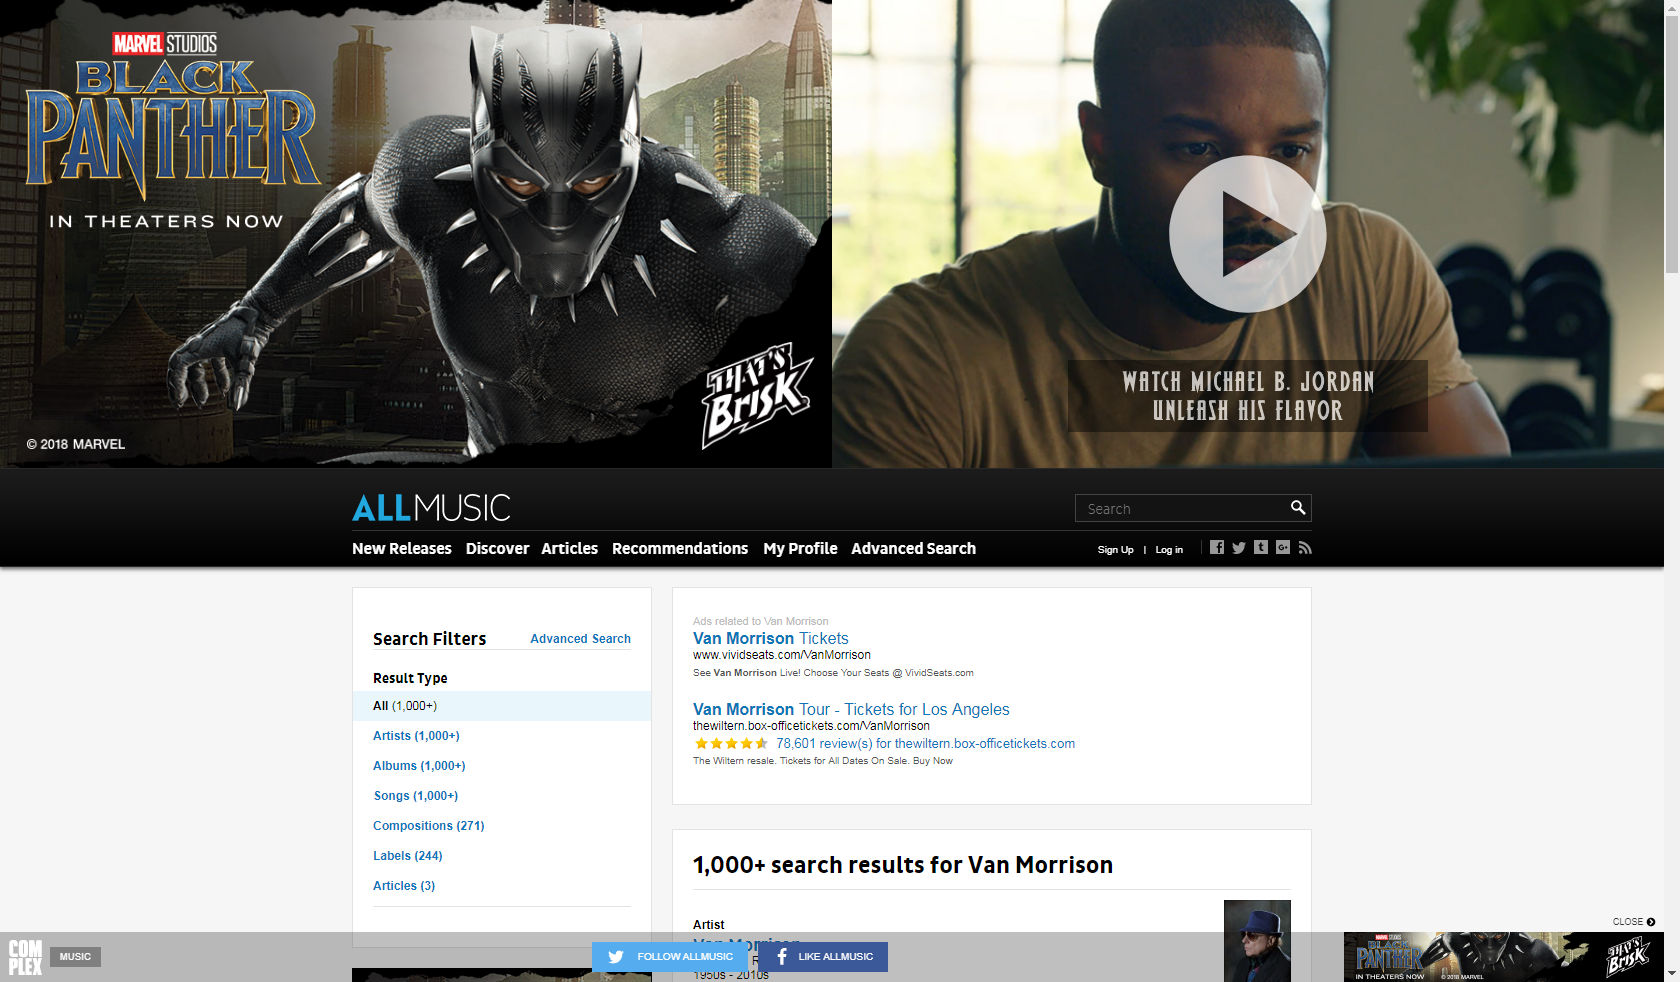 MARVEL STUDIOS
BLACK
PANTHER
IN THEATERS NOW
THAT'S
BRISK
© 2018 MARVEL
WATCH MICHAEL B. JORDAN
UNLEASH HIS FLAVOR
ALLMUSIC
Search
New Releases Discover Articles Recommendations My Profile Advanced Search
Sign Up | Log in
Search Filters Advanced Search
Result Type
All (1,000+)
Artists (1,000+)
Albums (1,000+)
Songs (1,000+)
Compositions (271)
Labels (244)
Articles (3)
Ads related to Van Morrison
Van Morrison Tickets
www.vividseats.com/VanMorrison
See Van Morrison Live! Choose Your Seats @ VividSeats.com
Van Morrison Tour - Tickets for Los Angeles
thewiltern.box-officetickets.com/VanMorrison
78,601 review(s) for thewiltern.box-officetickets.com
The Wiltern resale. Tickets for All Dates On Sale. Buy Now
1,000+ search results for Van Morrison
Artist
Van Morrison
1950s - 2010s
COMPLEX
MUSIC
FOLLOW ALLMUSIC
LIKE ALLMUSIC
CLOSE
MARVEL STUDIOS
BLACK
PANTHER
IN THEATERS NOW
© 2018 MARVEL
THAT'S
BRISK